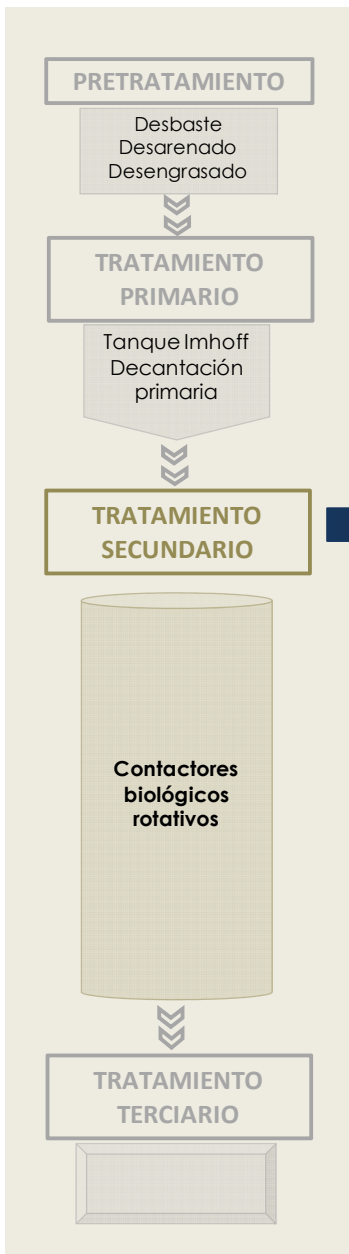 PRETRATAMIENTO
Desbaste
Desarenado
Desengrasado
TRATAMIENTO
PRIMARIO
Tanque Imhoff
Decantación
primaria
TRATAMIENTO
SECUNDARIO
Contactores
biológicos
rotativos
TRATAMIENTO
TERCIARIO